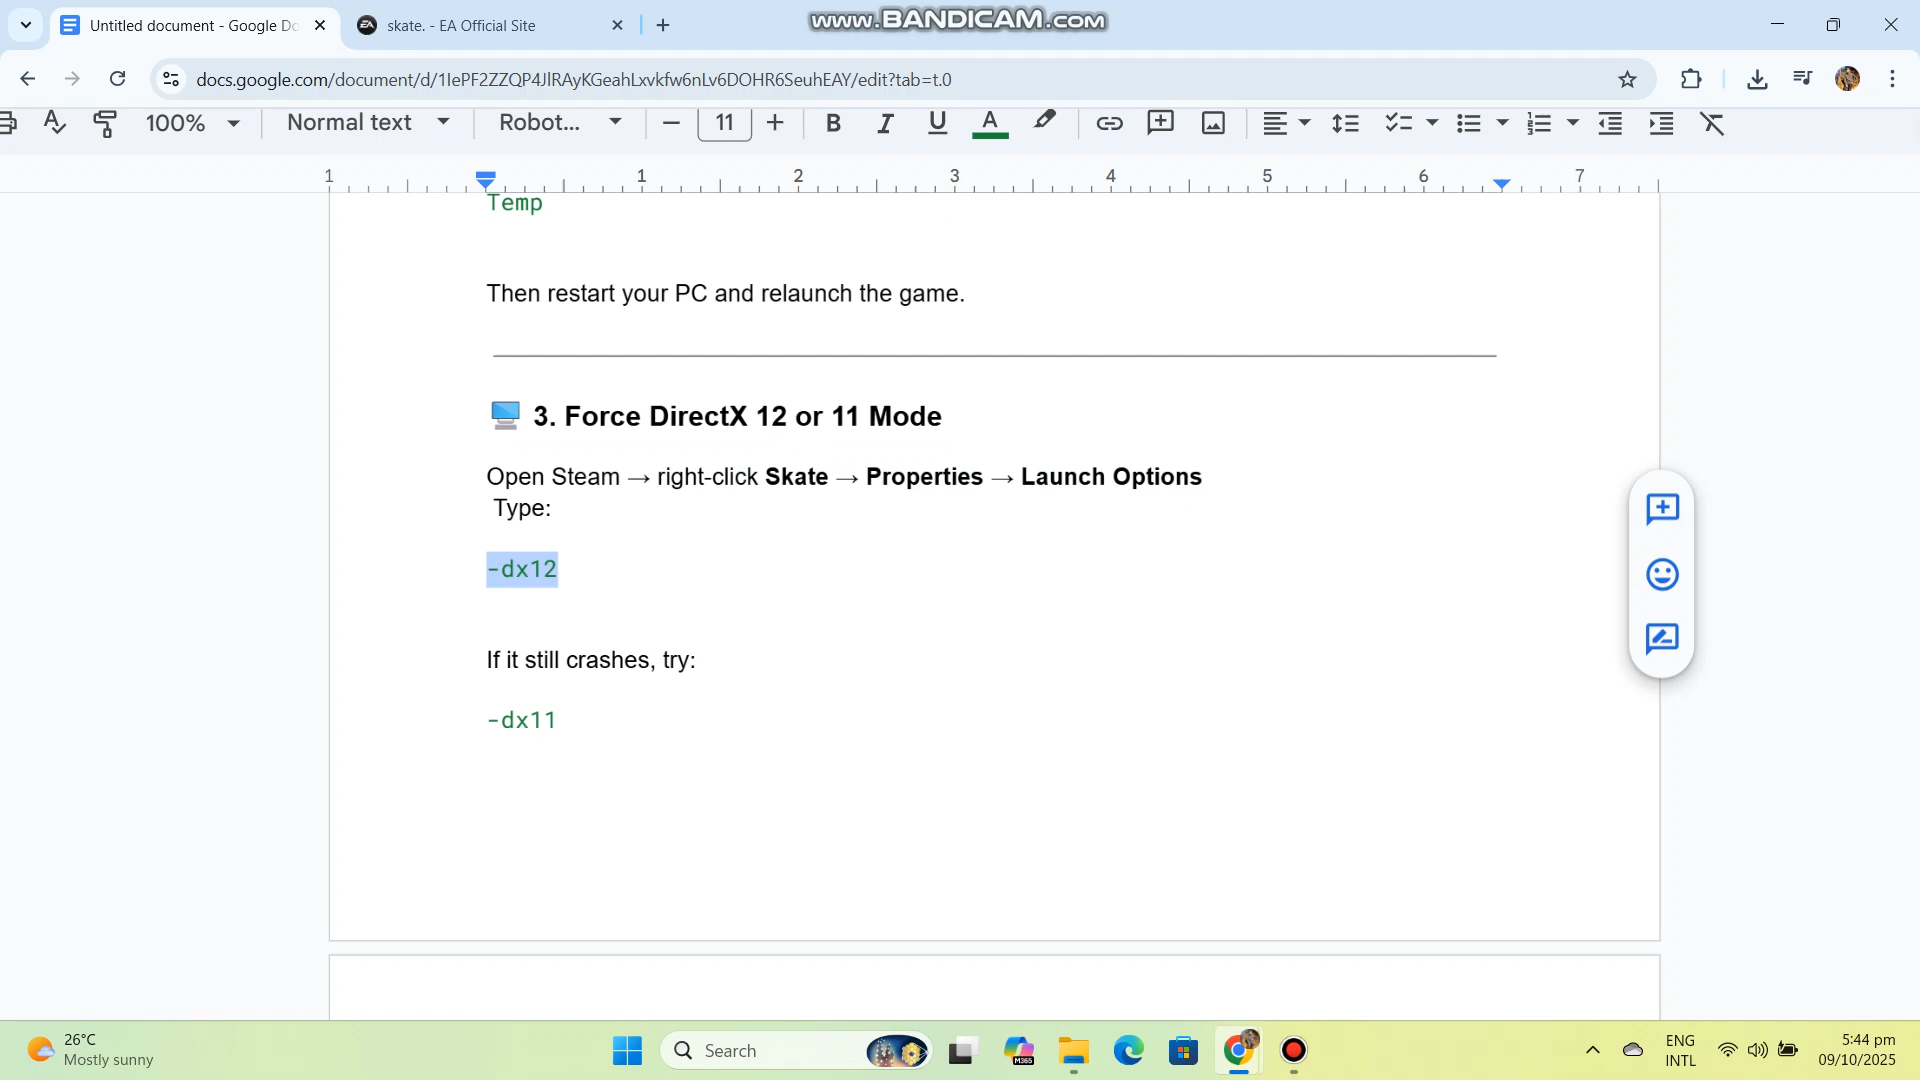 Untitled document - Google Do
skate. - EA Official Site
www.BANDICAM.com
docs.google.com/document/d/1IePF2ZZQP4JlRAyKGeahLxvkfw6nLv6DOHR6SeuhEAY/edit?tab=t.0
100%
Normal text
Robot...
11
1 1 2 3 4 5 6 7
Temp
Then restart your PC and relaunch the game.
3. Force DirectX 12 or 11 Mode
Open Steam → right-click Skate → Properties → Launch Options
Type:
-dx12
If it still crashes, try:
-dx11
26°C
Mostly sunny
Search
M365
ENG
INTL
5:44 pm
09/10/2025